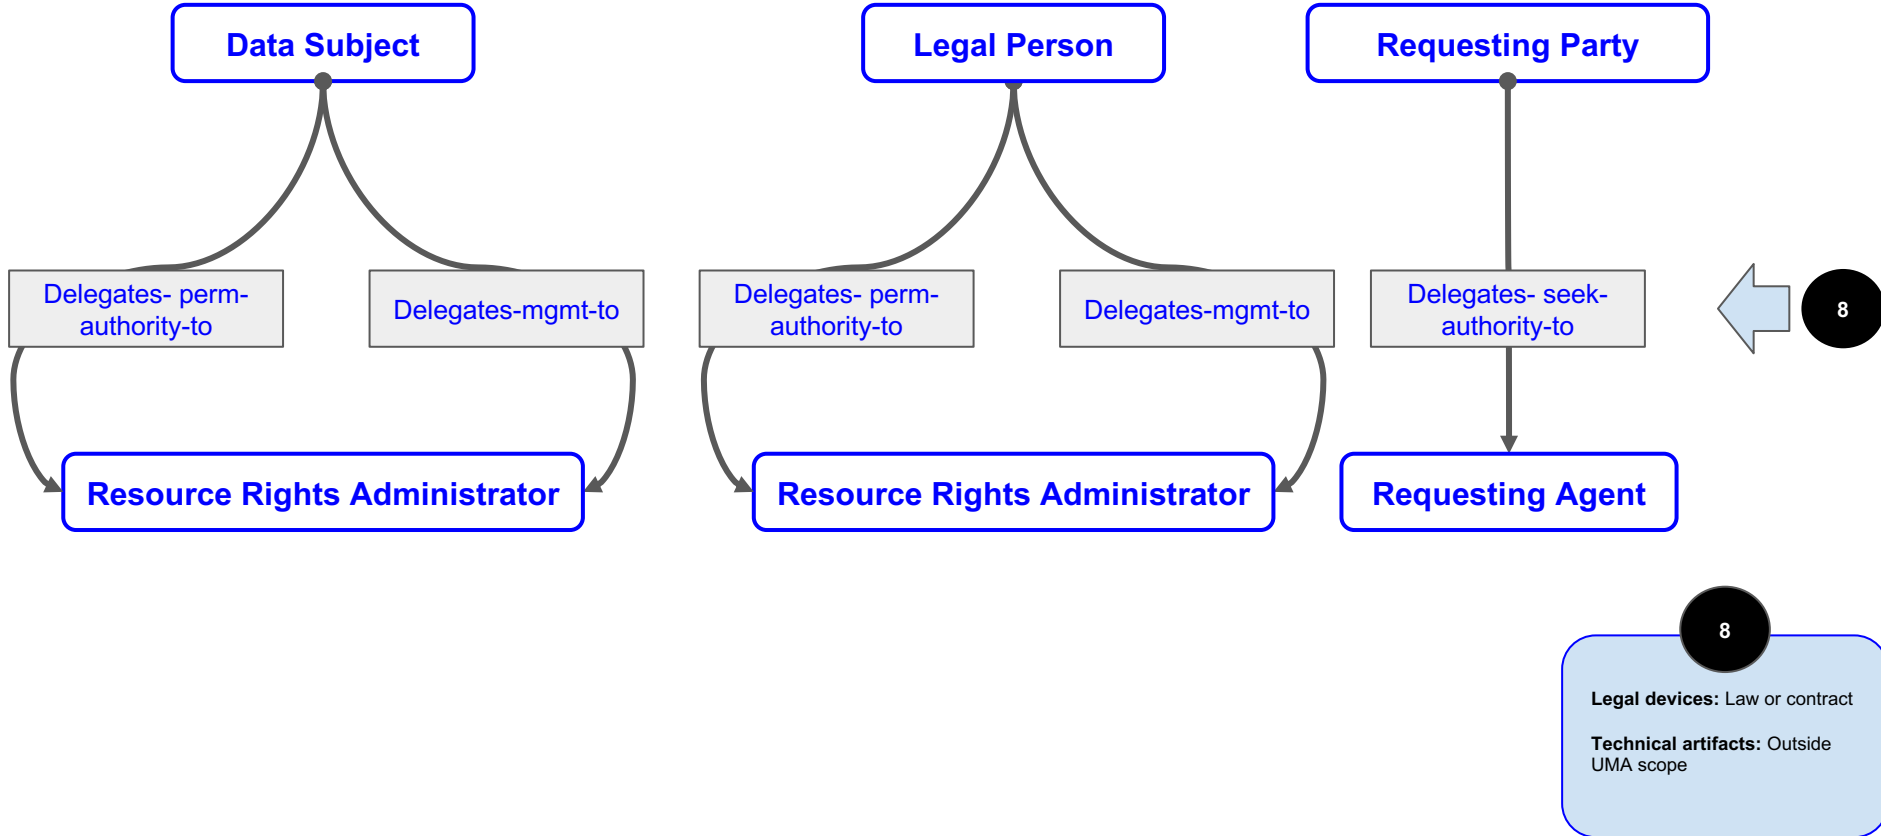 Data Subject
Legal Person
Requesting Party
Delegates- perm-
authority-to
Delegates-mgmt-to
Delegates- perm-
authority-to
Delegates-mgmt-to
Delegates- seek-
authority-to
8
Resource Rights Administrator
Resource Rights Administrator
Requesting Agent
8
Legal devices: Law or contract
Technical artifacts: Outside
UMA scope